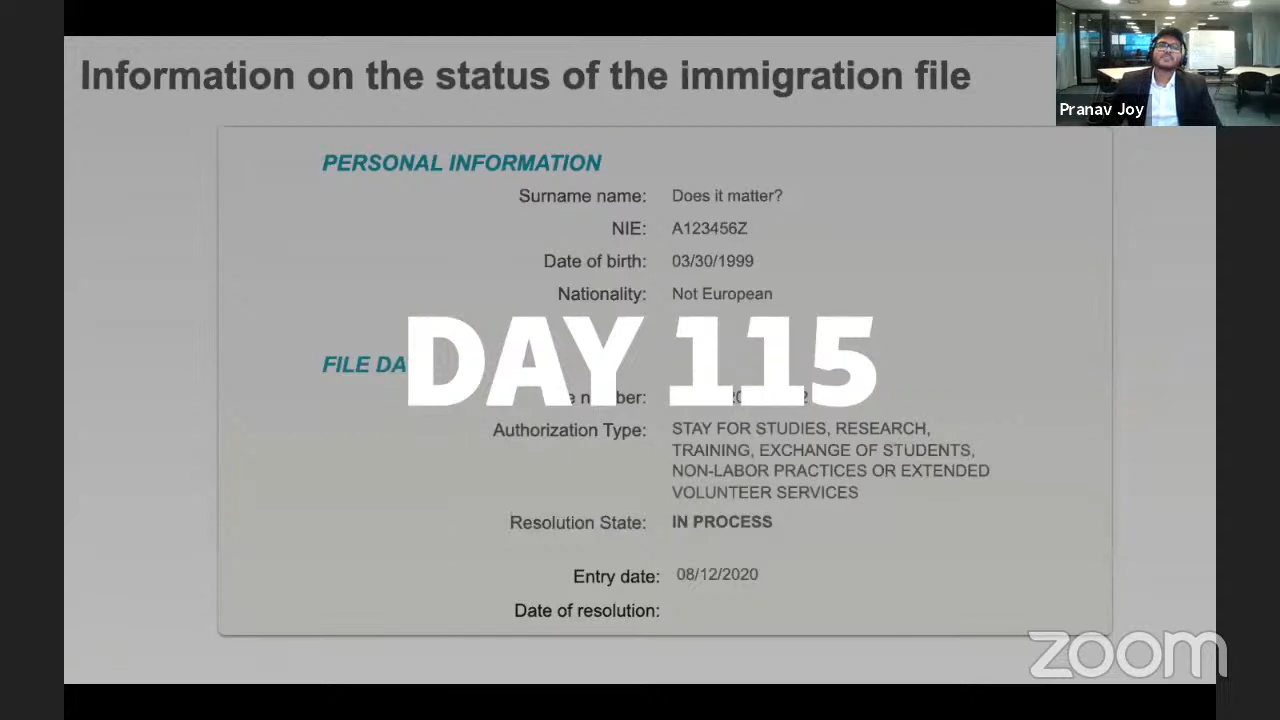 Information on the status of the immigration file
Pranav Joy
PERSONAL INFORMATION
Surname name: Does it matter?
NIE: A123456Z
Date of birth: 03/30/1999
Nationality: Not European
DAY 115
FILE DA
Authorization Type: STAY FOR STUDIES, RESEARCH,
TRAINING, EXCHANGE OF STUDENTS,
NON-LABOR PRACTICES OR EXTENDED
VOLUNTEER SERVICES
Resolution State: IN PROCESS
Entry date: 08/12/2020
Date of resolution:
zoom